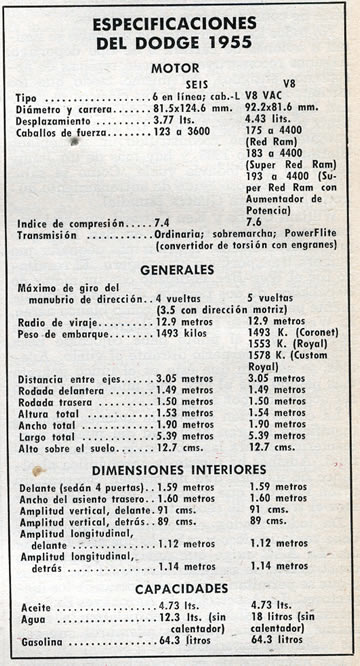 ESPECIFICACIONES
DEL DODGE 1955
MOTOR
SEIS V8
Tipo ................ 6 en línea; cab.-L V8 VAC
Diámetro y carrera ........ 81.5x124.6 mm. 92.2x81.6 mm.
Desplazamiento .......... 3.77 lts. 4.43 lits.
Caballos de fuerza ........ 123 a 3600 175 a 4400
(Red Ram)
183 a 4400
(Super Red Ram)
193 a 4400 (Su-
per Red Ram con
Aumentador de
Potencia)
Indice de compresión ..... 7.4 7.6
Transmisión ........... Ordinaria; sobremarcha; PowerFlite
(convertidor de torsión con engranes)
GENERALES
Máximo de giro del
manubrio de dirección .. 4 vueltas 5 vueltas
(3.5 con dirección motriz)
Radio de viraje .......... 12.9 metros 12.9 metros
Peso de embarque ........ 1493 kilos 1493 K. (Coronet)
1553 K. (Royal)
1578 K. (Custom
Royal)
Distancia entre ejes ..... 3.05 metros 3.05 metros
Rodada delantera ....... 1.49 metros 1.49 metros
Rodada trasera ......... 1.50 metros 1.50 metros
Altura total ............ 1.53 metros 1.54 metros
Ancho total ............ 1.90 metros 1.90 metros
Largo total ............ 5.39 metros 5.39 metros
Alto sobre el suelo ...... 12.7 cms. 12.7 cms.
DIMENSIONES INTERIORES
Delante (sedán 4 puertas) .. 1.59 metros 1.59 metros
Ancho del asiento trasero .. 1.60 metros 1.60 metros
Amplitud vertical, delante . 91 cms. 91 cms.
Amplitud vertical, detrás .. 89 cms. 89 cms.
Amplitud longitudinal,
delante ............. 1.12 metros 1.12 metros
Amplitud longitudinal,
detrás .............. 1.14 metros 1.14 metros
CAPACIDADES
Aceite ................ 4.73 lts. 4.73 lts.
Agua ................. 12.3 lts. (sin 18 litros (sin
calentador) calentador)
Gasolina .............. 64.3 litros 64.3 litros